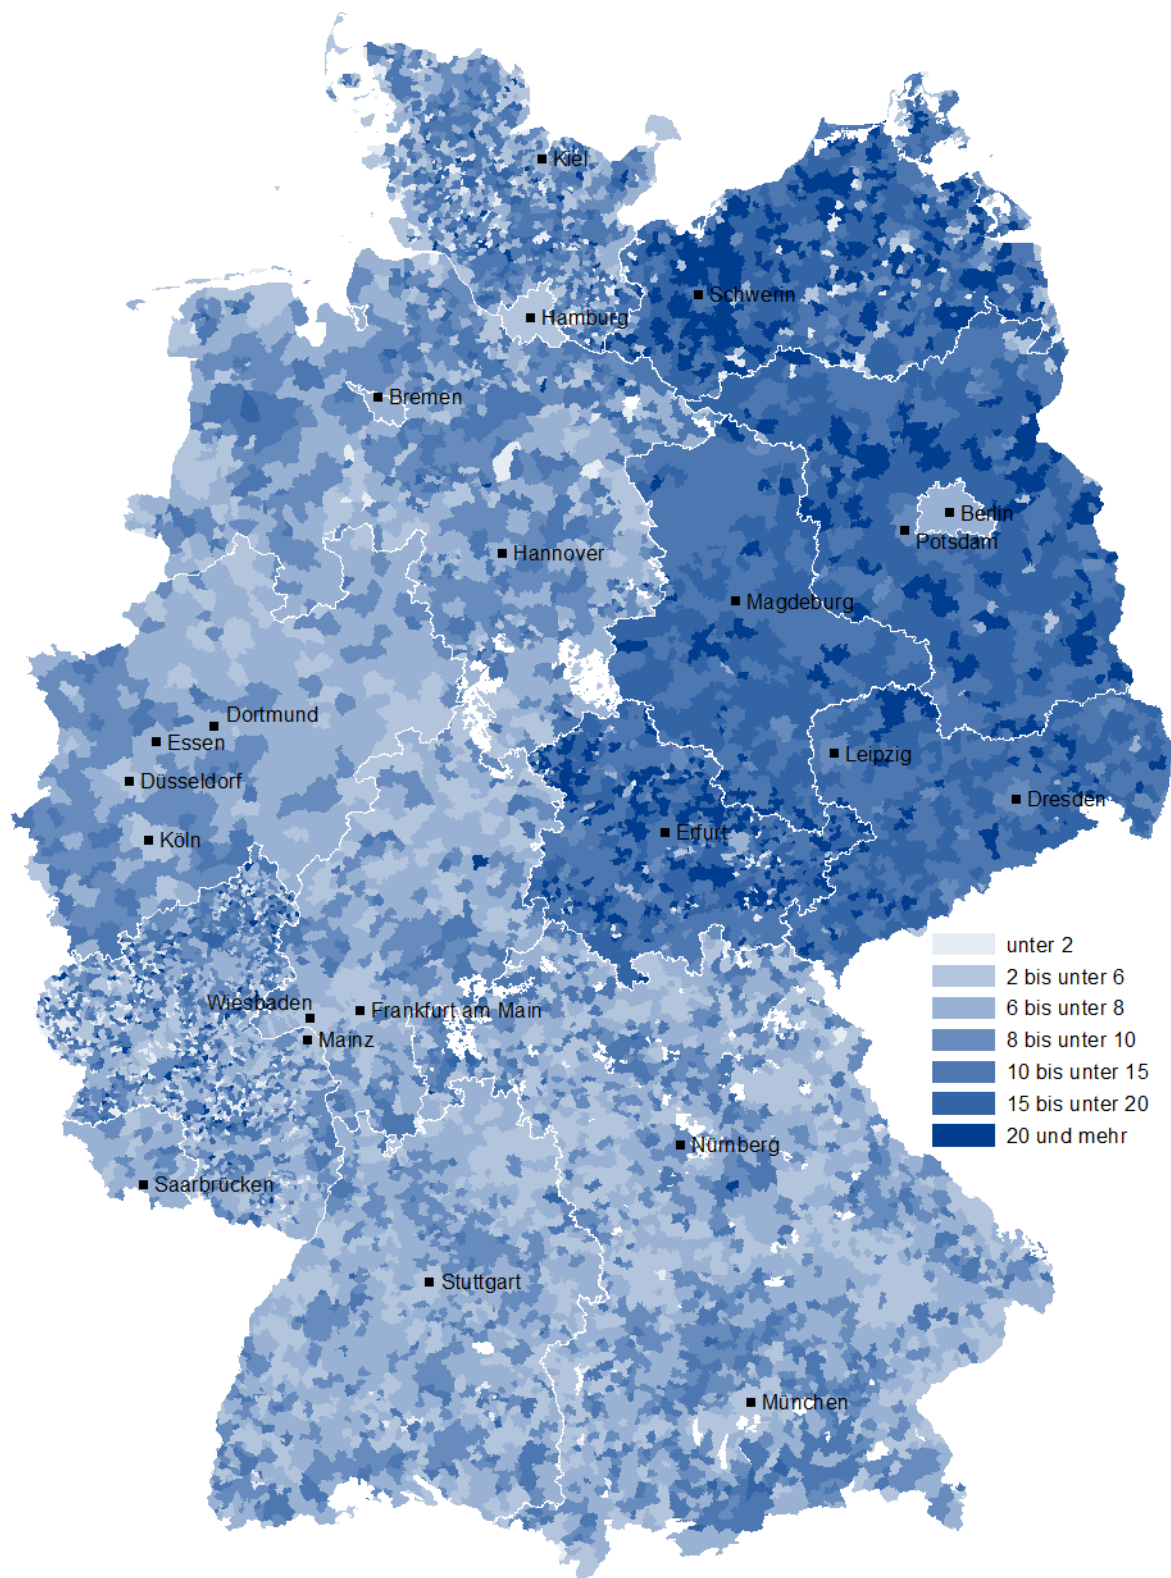 Kiel
Schwerin
Hamburg
Bremen
Berlin
Potsdam
Hannover
Magdeburg
Dortmund
Essen
Leipzig
Düsseldorf
Dresden
Köln
Erfurt
unter 2
2 bis unter 6
6 bis unter 8
8 bis unter 10
10 bis unter 15
15 bis unter 20
20 und mehr
Wiesbaden
Frankfurt am Main
Mainz
Nürnberg
Saarbrücken
Stuttgart
München